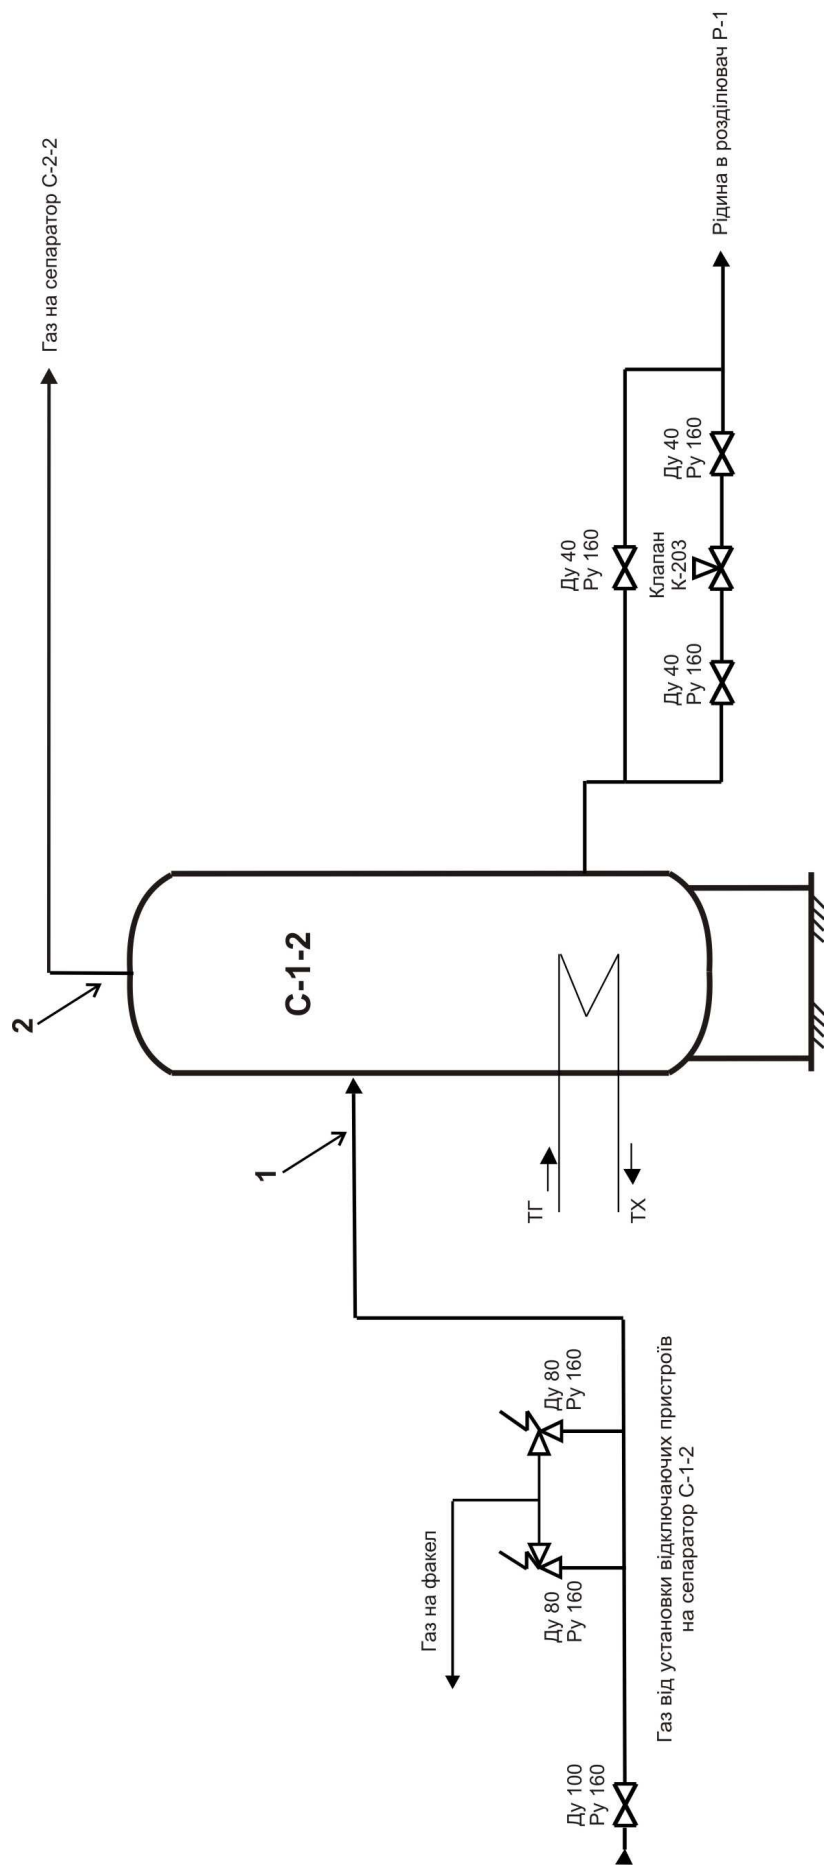 Газ на сепаратор С-2-2
2
С-1-2
1
ТГ
ТХ
Газ на факел
Ду 80
Ру 160
Ду 80
Ру 160
Ду 100
Ру 160
Газ від установки відключаючих пристроїв
на сепаратор С-1-2
Ду 40
Ру 160
Ду 40
Ру 160
Клапан
К-203
Ду 40
Ру 160
Рідина в розділювач Р-1